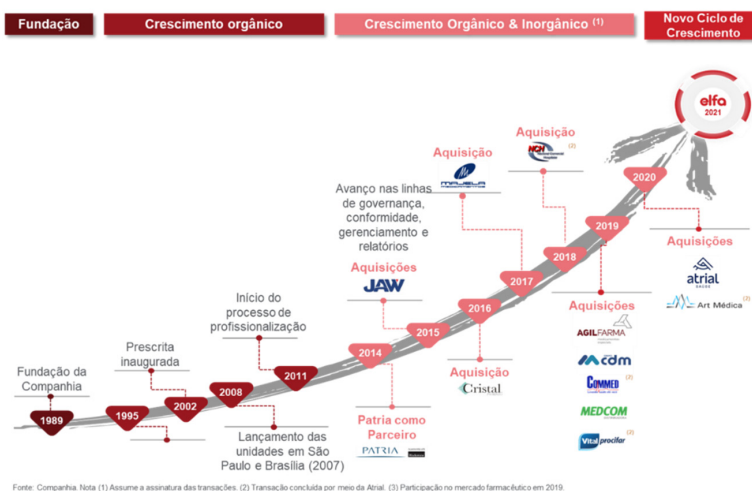 Fundação
Crescimento orgânico
Crescimento Orgânico & Inorgânico (1)
Novo Ciclo de
Crescimento
elfa
2021
Aquisição
NGH
(2)
Aquisição
MAJELA
2020
Avanço nas linhas
de governança,
conformidade,
gerenciamento e
relatórios
2019
Aquisições
atrial
SAÚDE
Art Médica (3)
2018
Aquisições
JAW
2017
Início do
processo de
profissionalização
2016
Aquisições
AGILFARMA
cdm
COMMED (3)
MEDCOM
Vital procifar (2)
2015
Prescrita
inaugurada
2014
Aquisição
Cristal
Fundação da
Companhia
2011
2008
2002
Patria como
Parceiro
PATRIA
1995
1989
Lançamento das
unidades em São
Paulo e Brasília (2007)
Fonte: Companhia. Nota (1) Assume a assinatura das transações. (2) Transação concluída por meio da Atrial. (3) Participação no mercado farmacêutico em 2019.